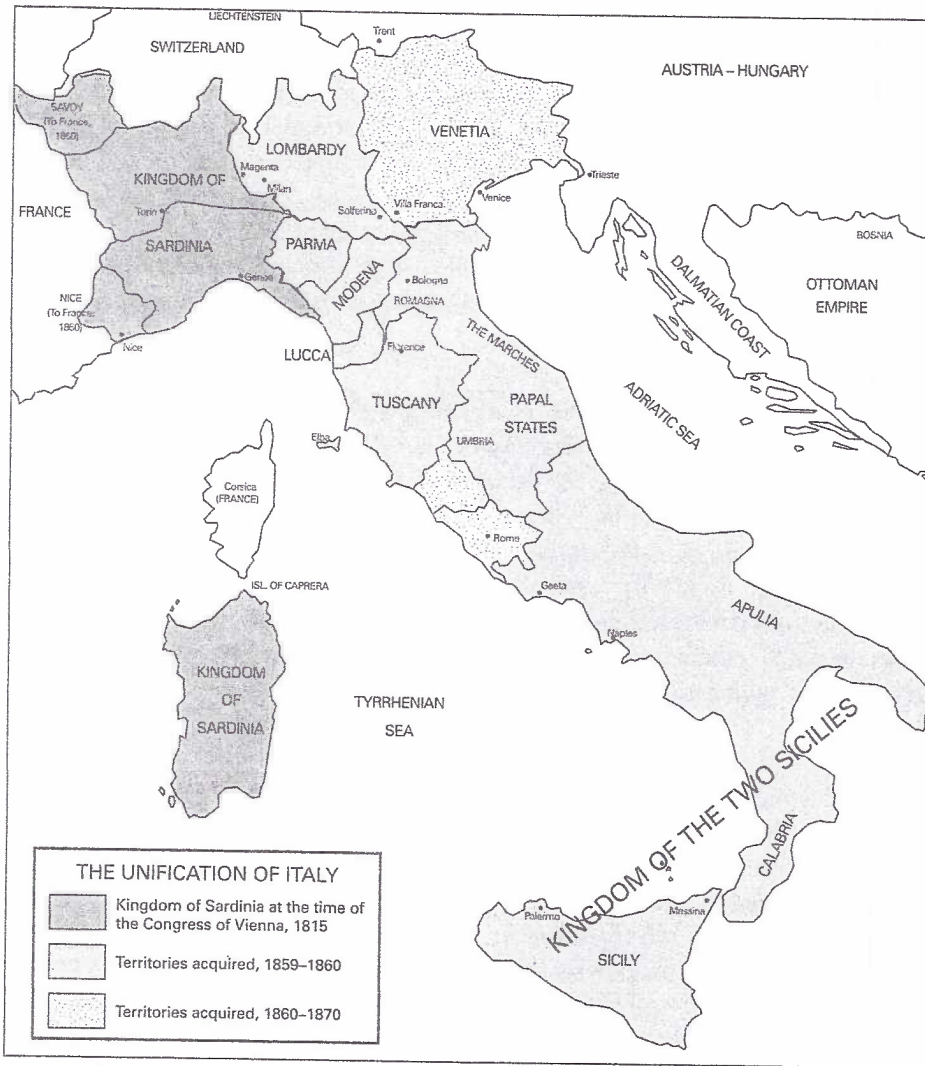 LIECHTENSTEIN
SWITZERLAND
Trent
AUSTRIA – HUNGARY
SAVOY
(To France,
1860)
VENETIA
LOMBARDY
Magenta
Milan
KINGDOM OF
Trieste
Venice
Villa Franca
Solferino
FRANCE
Turin
SARDINIA
PARMA
BOSNIA
Genoa
MODENA
Bologna
DALMATIAN COAST
OTTOMAN
EMPIRE
NICE
(To France,
1860)
ROMAGNA
Nice
THE MARCHES
LUCCA
Florence
TUSCANY
PAPAL
STATES
ADRIATIC SEA
Elba
UMBRIA
Corsica
(FRANCE)
Rome
ISL. OF CAPRERA
Gaeta
APULIA
Naples
KINGDOM
OF
SARDINIA
TYRRHENIAN
SEA
KINGDOM OF THE TWO SICILIES
CALABRIA
Palermo
Messina
SICILY
THE UNIFICATION OF ITALY
Kingdom of Sardinia at the time of
the Congress of Vienna, 1815
Territories acquired, 1859–1860
Territories acquired, 1860–1870